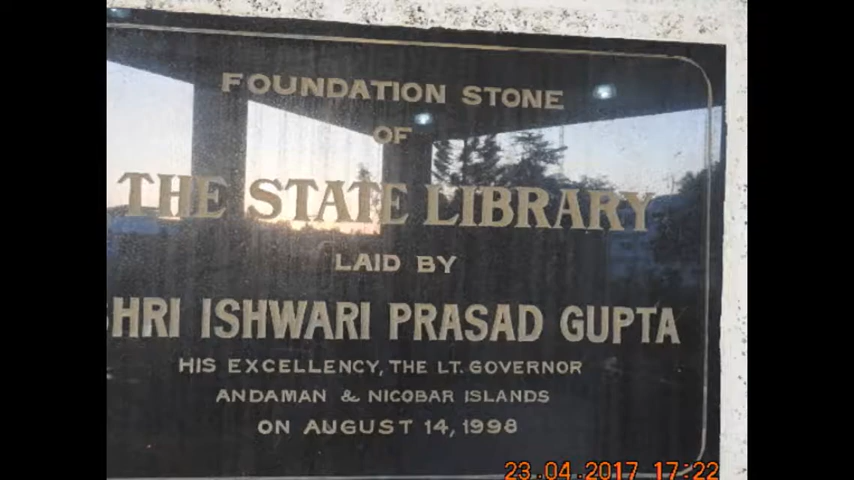 FOUNDATION STONE
OF
THE STATE LIBRARY
LAID BY
SHRI ISHWARI PRASAD GUPTA
HIS EXCELLENCY, THE LT. GOVERNOR
ANDAMAN & NICOBAR ISLANDS
ON AUGUST 14, 1998
23.04.2017 17:22